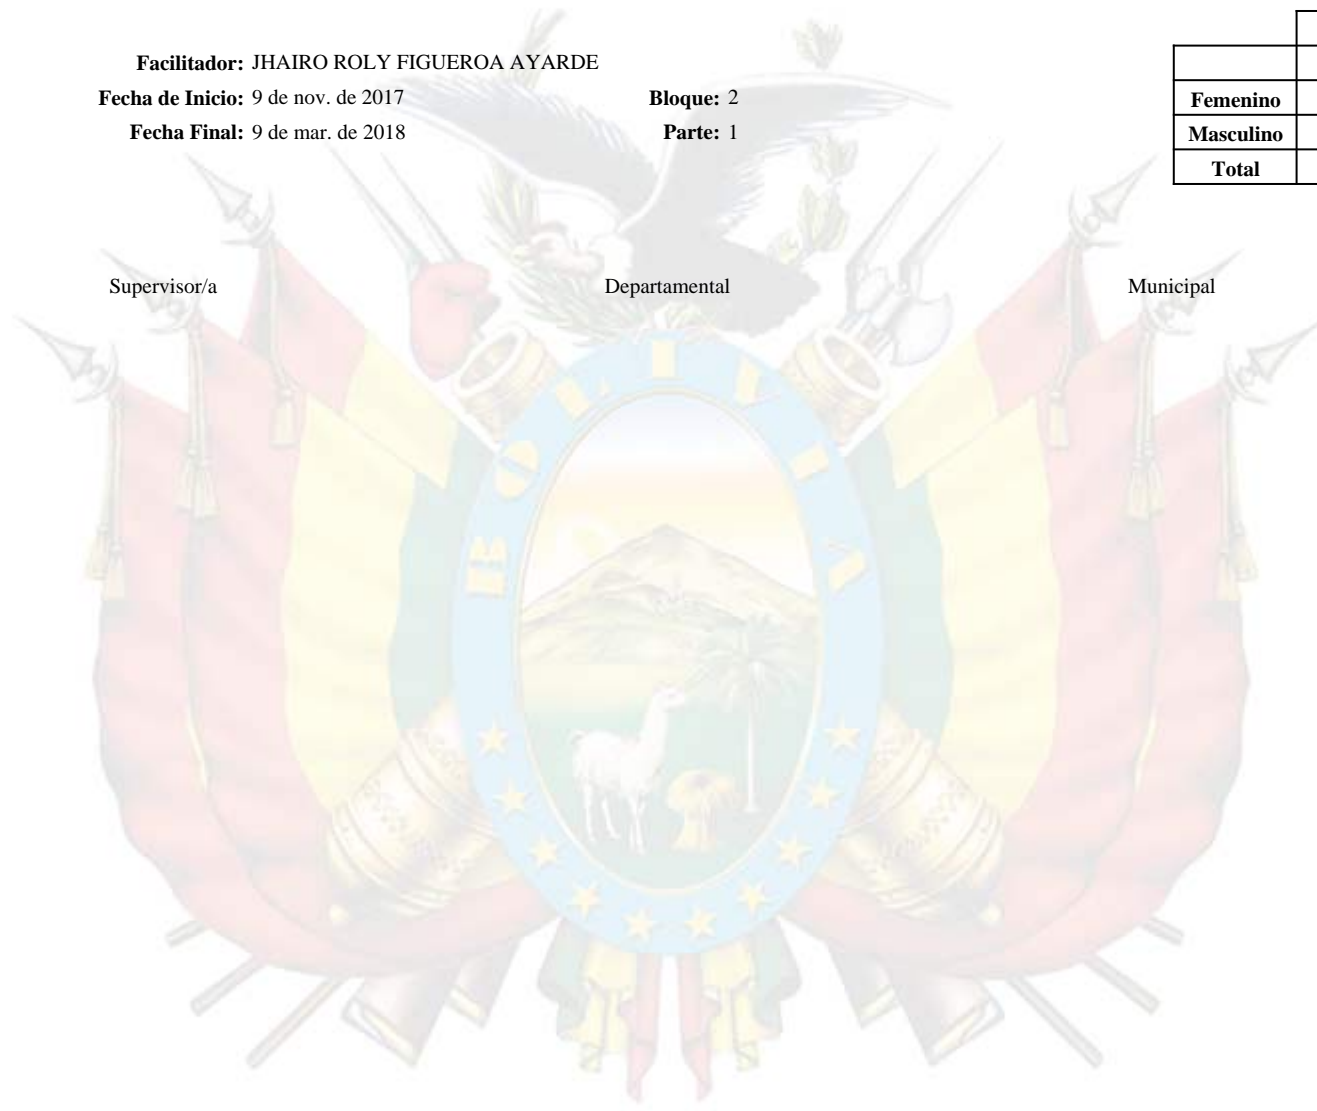 Facilitador: JHAIRO ROLY FIGUEROA AYARDE
Fecha de Inicio: 9 de nov. de 2017 Bloque: 2
Fecha Final: 9 de mar. de 2018 Parte: 1
Femenino
Masculino
Total
Supervisor/a Departamental Municipal
BOLIVIA